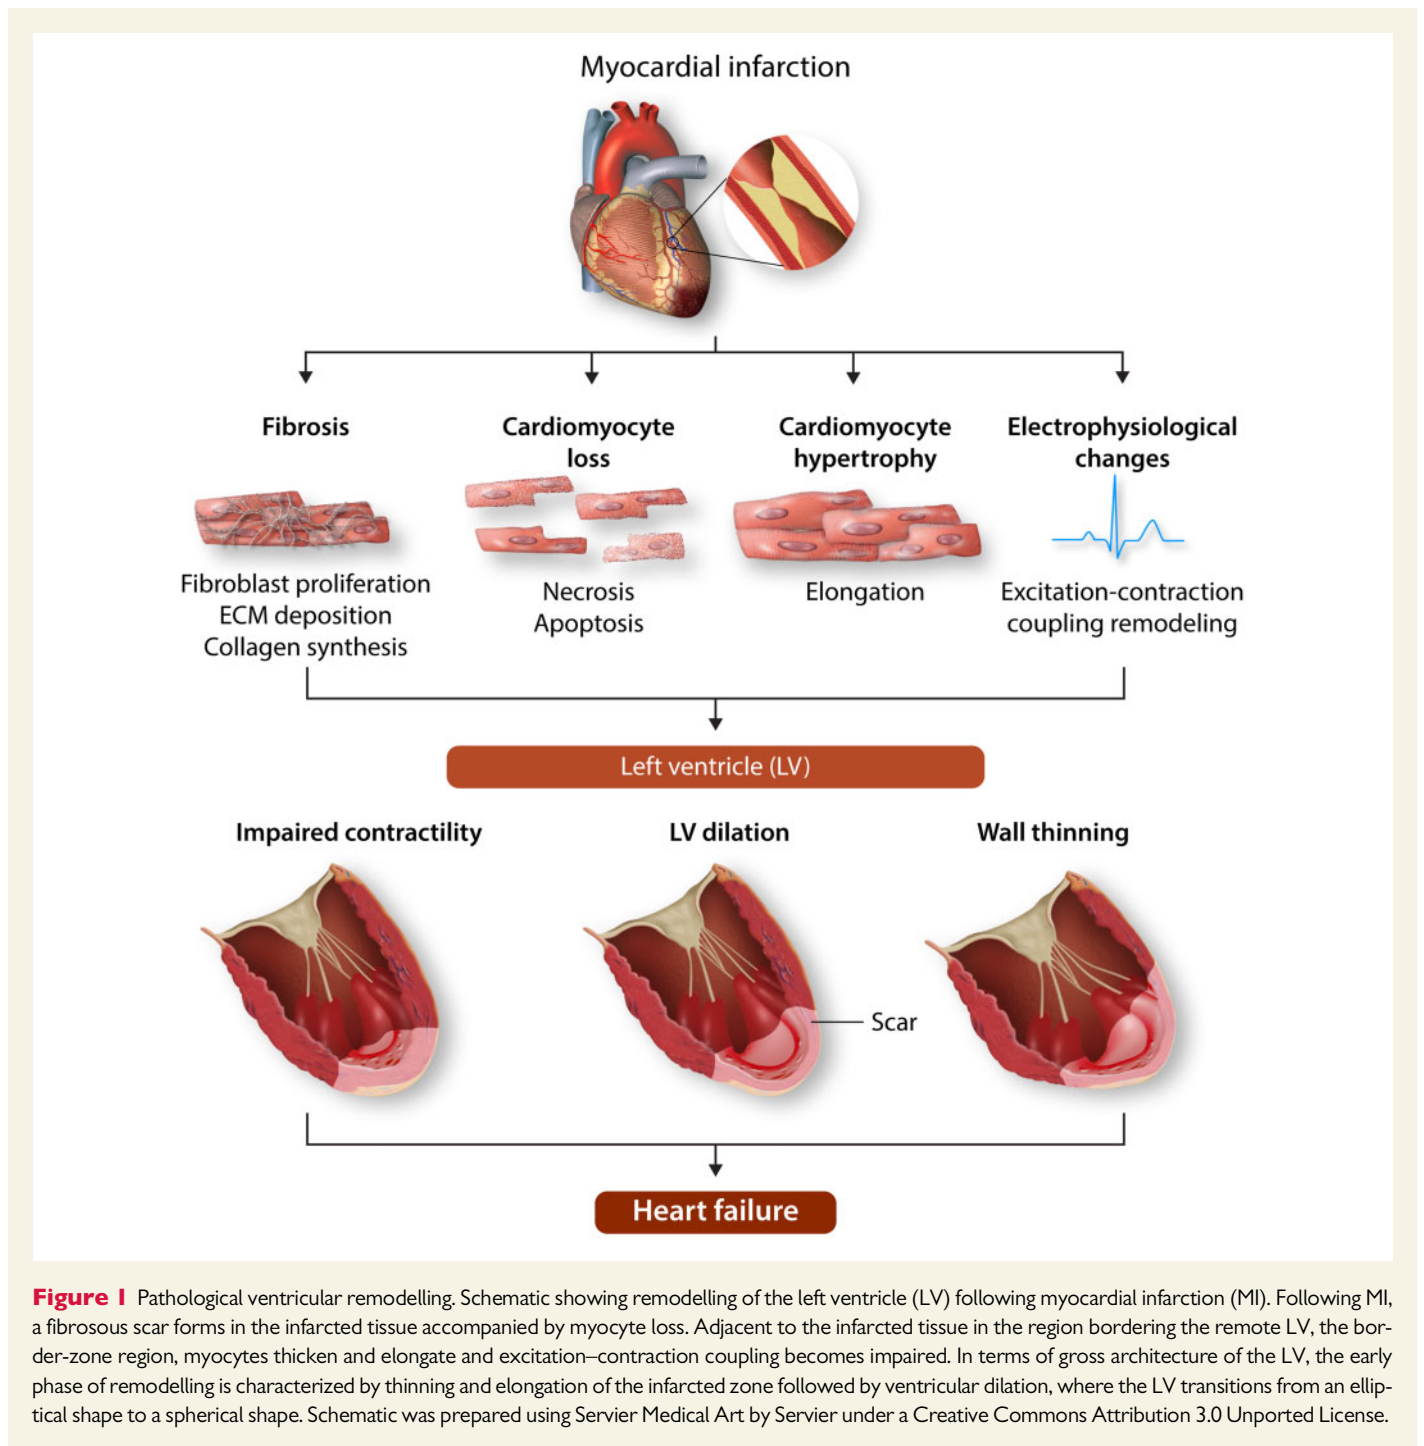 Myocardial infarction
Fibrosis
Cardiomyocyte
loss
Cardiomyocyte
hypertrophy
Electrophysiological
changes
Fibroblast proliferation
ECM deposition
Collagen synthesis
Necrosis
Apoptosis
Elongation
Excitation-contraction
coupling remodeling
Left ventricle (LV)
Impaired contractility
LV dilation
Wall thinning
Scar
Heart failure
Figure 1 Pathological ventricular remodelling. Schematic showing remodelling of the left ventricle (LV) following myocardial infarction (MI). Following MI,
a fibrosous scar forms in the infarcted tissue accompanied by myocyte loss. Adjacent to the infarcted tissue in the region bordering the remote LV, the bor-
der-zone region, myocytes thicken and elongate and excitation–contraction coupling becomes impaired. In terms of gross architecture of the LV, the early
phase of remodelling is characterized by thinning and elongation of the infarcted zone followed by ventricular dilation, where the LV transitions from an ellip-
tical shape to a spherical shape. Schematic was prepared using Servier Medical Art by Servier under a Creative Commons Attribution 3.0 Unported License.